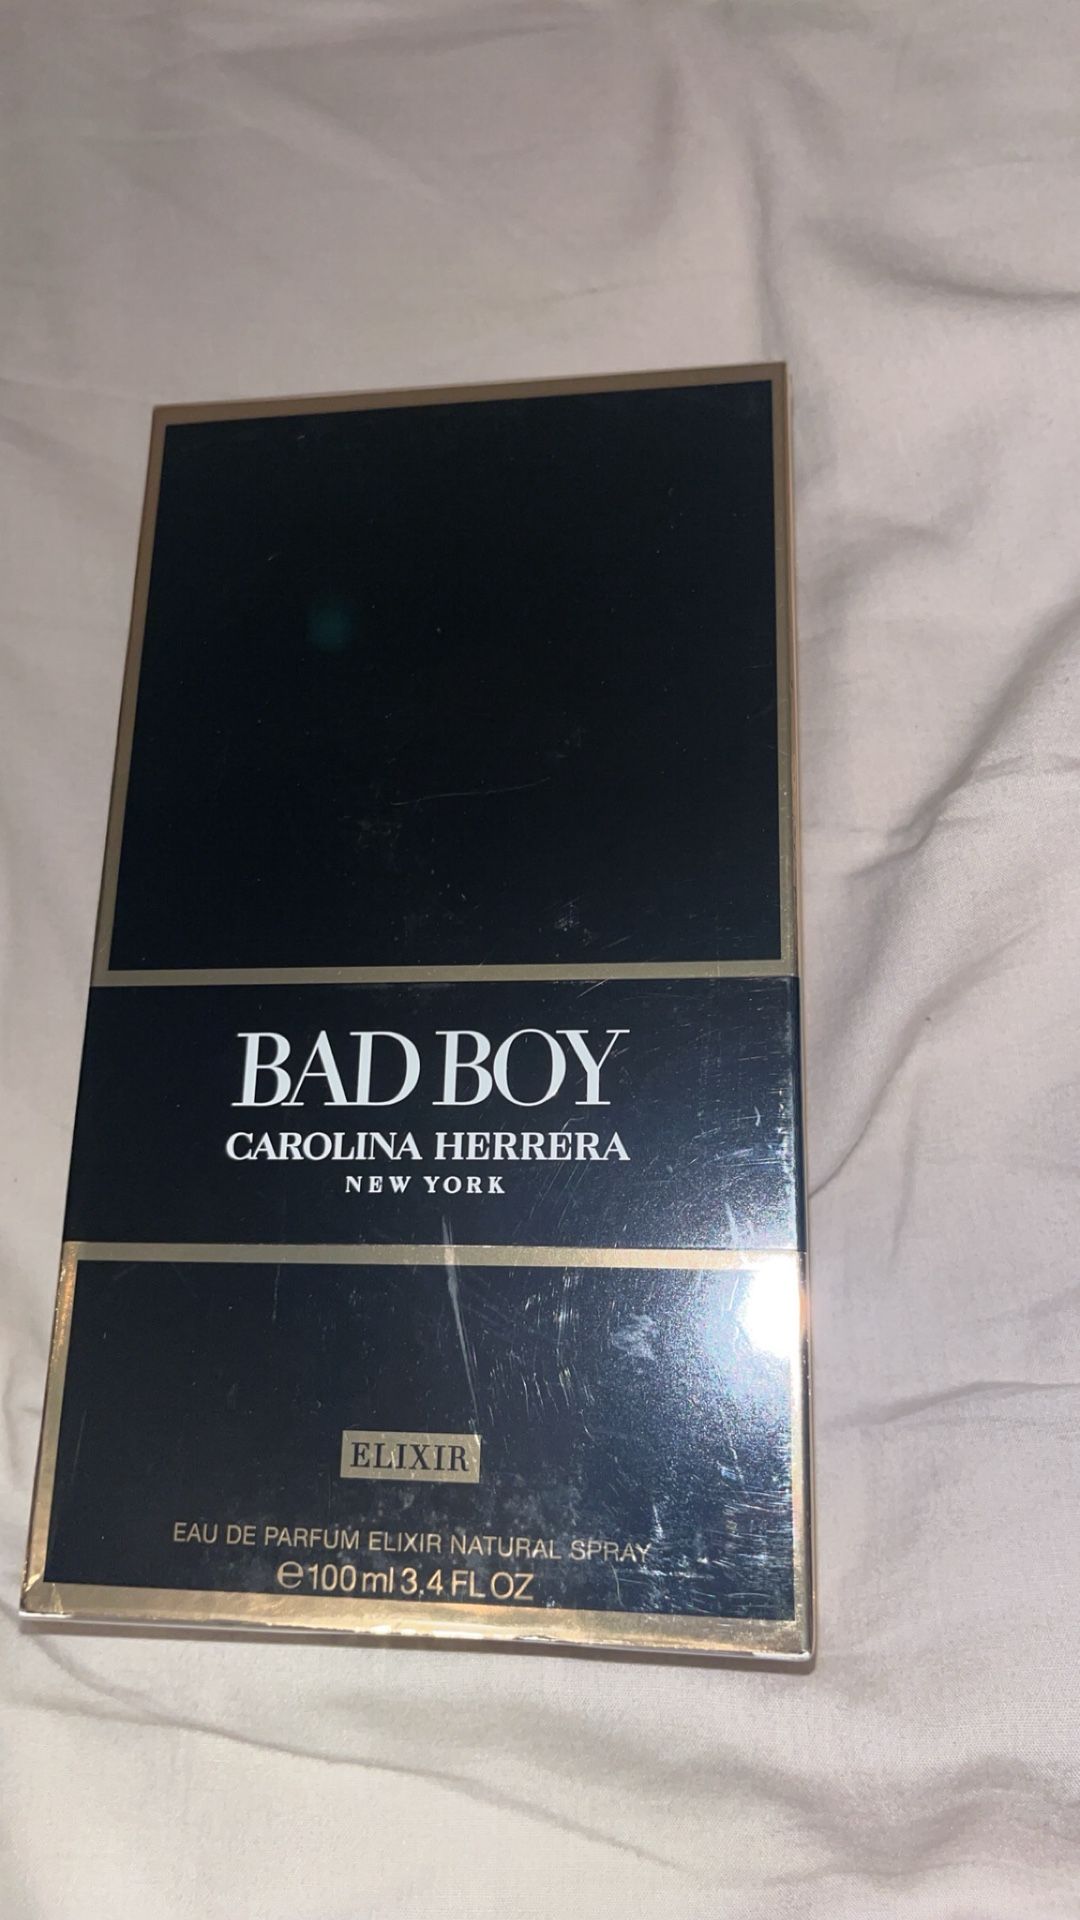 BAD BOY
CAROLINA HERRERA
NEW YORK
ELIXIR
EAU DE PARFUM ELIXIR NATURAL SPRAY
℮100ml 3.4 FL OZ